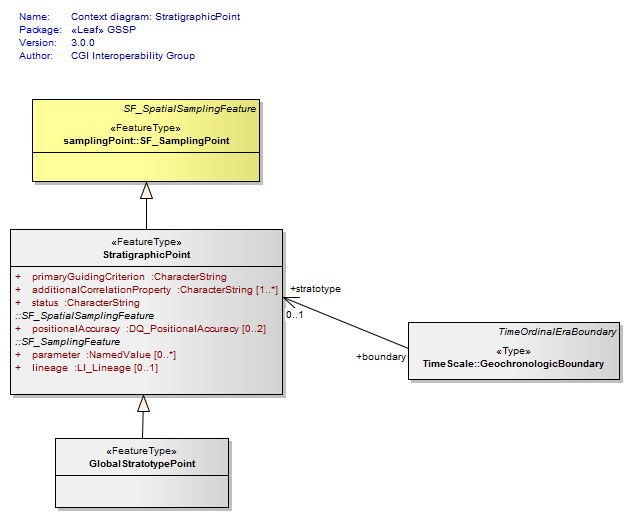 Name: Context diagram: StratigraphicPoint
Package: «Leaf» GSSP
Version: 3.0.0
Author: CGI Interoperability Group
SF_SpatialSamplingFeature
«FeatureType»
samplingPoint::SF_SamplingPoint
«FeatureType»
StratigraphicPoint
+ primaryGuidingCriterion :CharacterString
+ additionalCorrelationProperty :CharacterString [1..*]
+ status :CharacterString
::SF_SpatialSamplingFeature
+ positionalAccuracy :DQ_PositionalAccuracy [0..2]
::SF_SamplingFeature
+ parameter :NamedValue [0..*]
+ lineage :LI_Lineage [0..1]
+stratotype
0..1
+boundary
TimeOrdinalEraBoundary
«Type»
TimeScale::GeochronologicBoundary
«FeatureType»
GlobalStratotypePoint